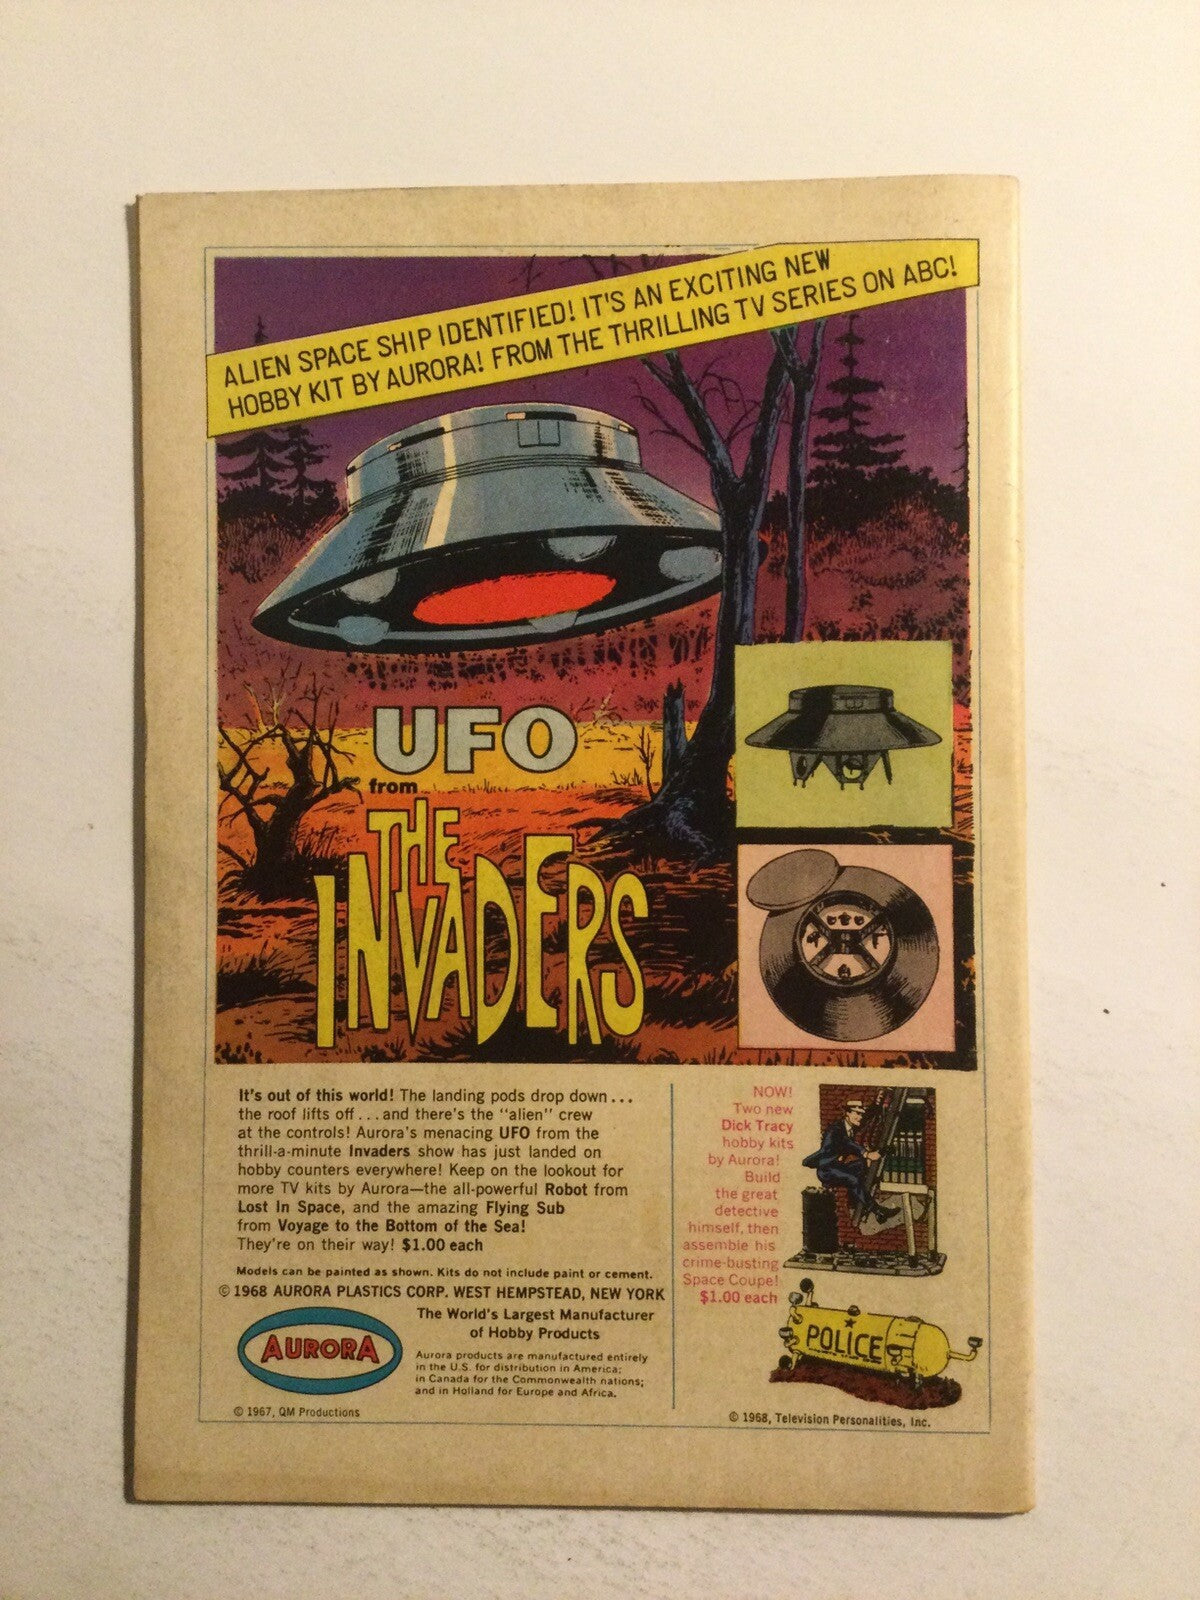 ALIEN SPACE SHIP IDENTIFIED! IT'S AN EXCITING NEW
HOBBY KIT BY AURORA! FROM THE THRILLING TV SERIES ON ABC!
UFO
from
THE
INVADERS
It's out of this world! The landing pods drop down...
the roof lifts off...and there's the "alien" crew
at the controls! Aurora's menacing UFO from the
thrill-a-minute Invaders show has just landed on
hobby counters everywhere! Keep on the lookout for
more TV kits by Aurora—the all-powerful Robot from
Lost In Space, and the amazing Flying Sub
from Voyage to the Bottom of the Sea!
They're on their way! $1.00 each
Models can be painted as shown. Kits do not include paint or cement.
© 1968 AURORA PLASTICS CORP. WEST HEMPSTEAD, NEW YORK
AURORA
The World's Largest Manufacturer
of Hobby Products
Aurora products are manufactured entirely
in the U.S. for distribution in America;
in Canada for the Commonwealth nations;
and in Holland for Europe and Africa.
© 1967, QM Productions
NOW!
Two new
Dick Tracy
hobby kits
by Aurora!
Build
the great
detective
himself, then
assemble his
crime-busting
Space Coupe!
$1.00 each
POLICE
© 1968, Television Personalities, Inc.